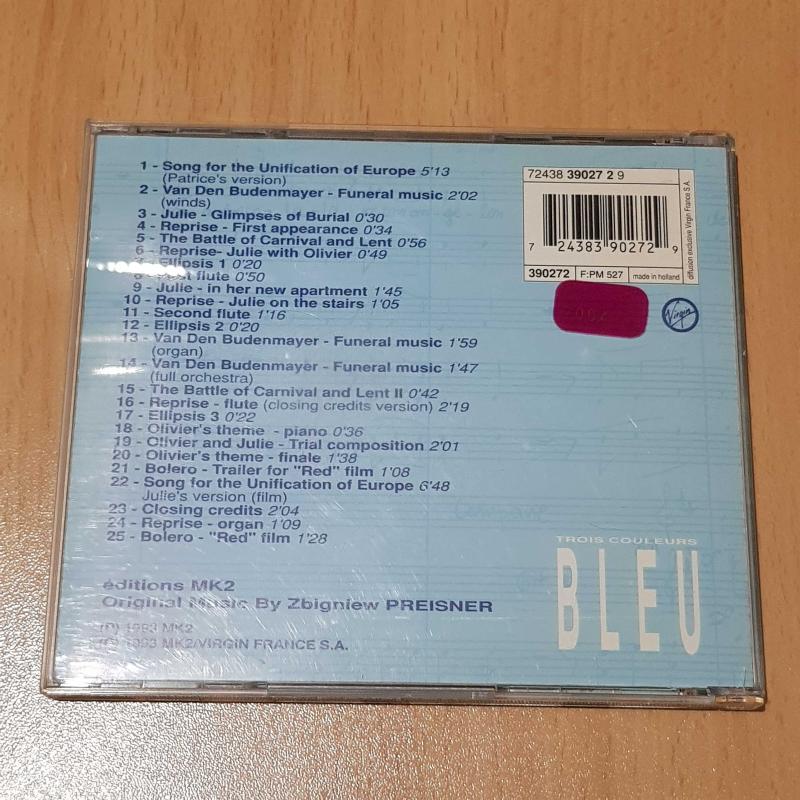 1 - Song for the Unification of Europe 5'13
(Patrice's version)
2 - Van Den Budenmayer - Funeral music 2'02
(winds)
3 - Julie - Glimpses of Burial 0'30
4 - Reprise - First appearance 0'34
5 - The Battle of Carnival and Lent 0'56
6 - Reprise- Julie with Olivier 0'49
7 - Ellipsis 1 0'20
8 - First flute 0'50
9 - Julie - in her new apartment 1'45
10 - Reprise - Julie on the stairs 1'05
11 - Second flute 1'16
12 - Ellipsis 2 0'20
13 - Van Den Budenmayer - Funeral music 1'59
(organ)
14 - Van Den Budenmayer - Funeral music 1'47
(full orchestra)
15 - The Battle of Carnival and Lent II 0'42
16 - Reprise - flute (closing credits version) 2'19
17 - Ellipsis 3 0'22
18 - Olivier's theme - piano 0'36
19 - Olivier and Julie - Trial composition 2'01
20 - Olivier's theme - finale 1'38
21 - Bolero - Trailer for "Red" film 1'08
22 - Song for the Unification of Europe 6'48
Julie's version (film)
23 - Closing credits 2'04
24 - Reprise - organ 1'09
25 - Bolero - "Red" film 1'28
éditions MK2
Original Music By Zbigniew PREISNER
(P) 1993 MK2
(C) 1993 MK2/VIRGIN FRANCE S.A.
72438 39027 2 9
7 24383 90272 9
390272 F:PM 527 made in holland
diffusion exclusive Virgin France S.A.
Virgin
TROIS COULEURS
BLEU